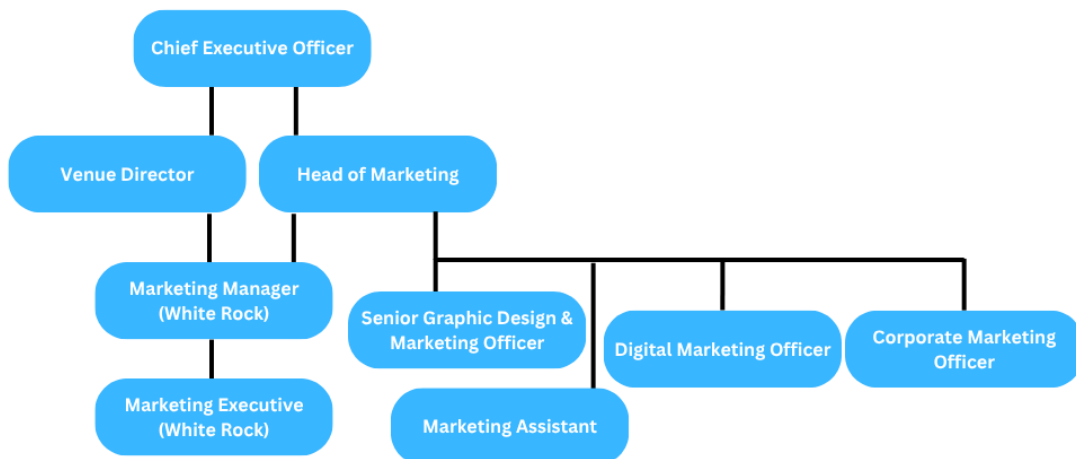 Chief Executive Officer
Venue Director
Head of Marketing
Marketing Manager
(White Rock)
Senior Graphic Design &
Marketing Officer
Digital Marketing Officer
Corporate Marketing
Officer
Marketing Executive
(White Rock)
Marketing Assistant